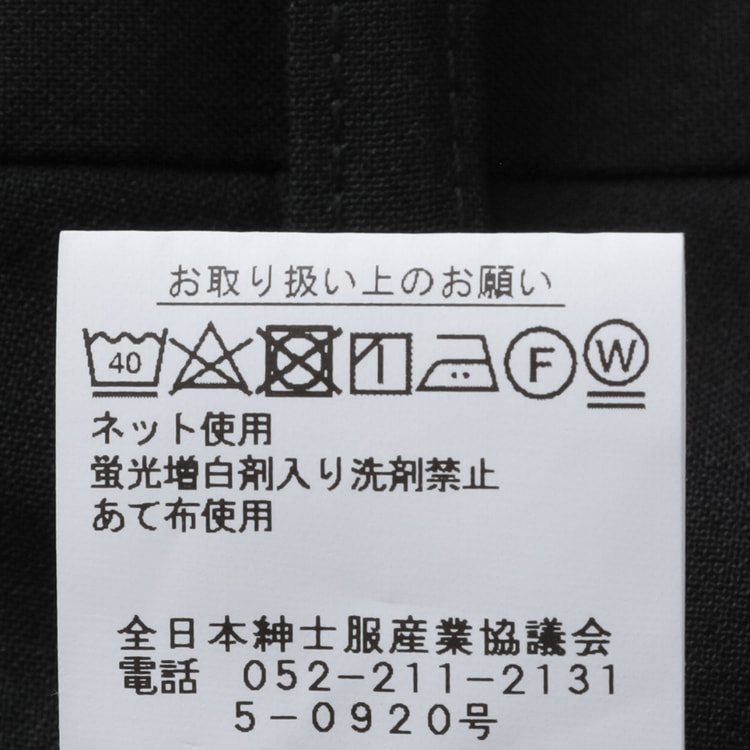 お取り扱い上のお願い
40 F W
ネット使用
蛍光増白剤入り洗剤禁止
あて布使用
全日本紳士服産業協議会
電話 052-211-2131
5-0920号